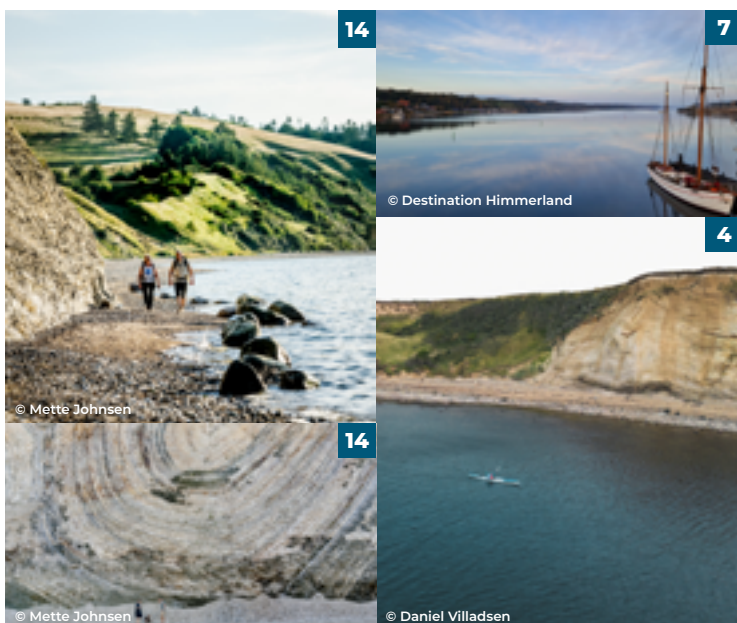 14
7
© Destination Himmerland
4
© Mette Johnsen
14
© Mette Johnsen
© Daniel Villadsen